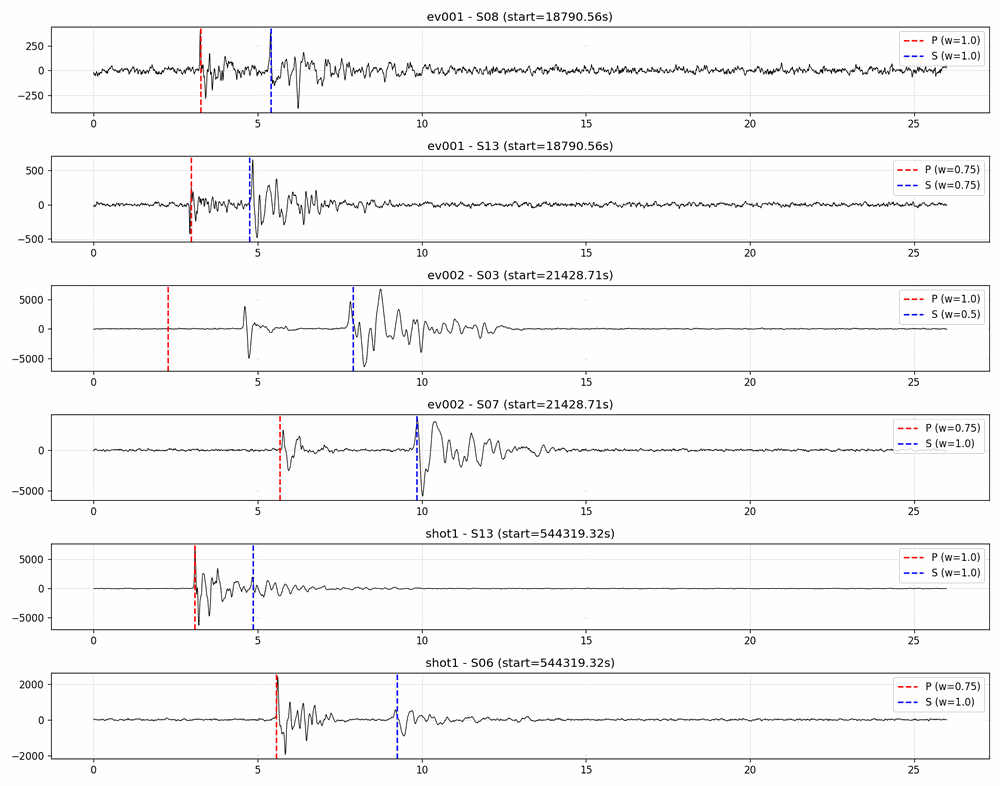 ev001 - S08 (start=18790.56s)
250
0
−250
P (w=1.0)
S (w=1.0)
0 5 10 15 20 25
ev001 - S13 (start=18790.56s)
500
0
−500
P (w=0.75)
S (w=0.75)
0 5 10 15 20 25
ev002 - S03 (start=21428.71s)
5000
0
−5000
P (w=1.0)
S (w=0.5)
0 5 10 15 20 25
ev002 - S07 (start=21428.71s)
0
−5000
P (w=0.75)
S (w=1.0)
0 5 10 15 20 25
shot1 - S13 (start=544319.32s)
5000
0
−5000
P (w=1.0)
S (w=1.0)
0 5 10 15 20 25
shot1 - S06 (start=544319.32s)
2000
0
−2000
P (w=0.75)
S (w=1.0)
0 5 10 15 20 25